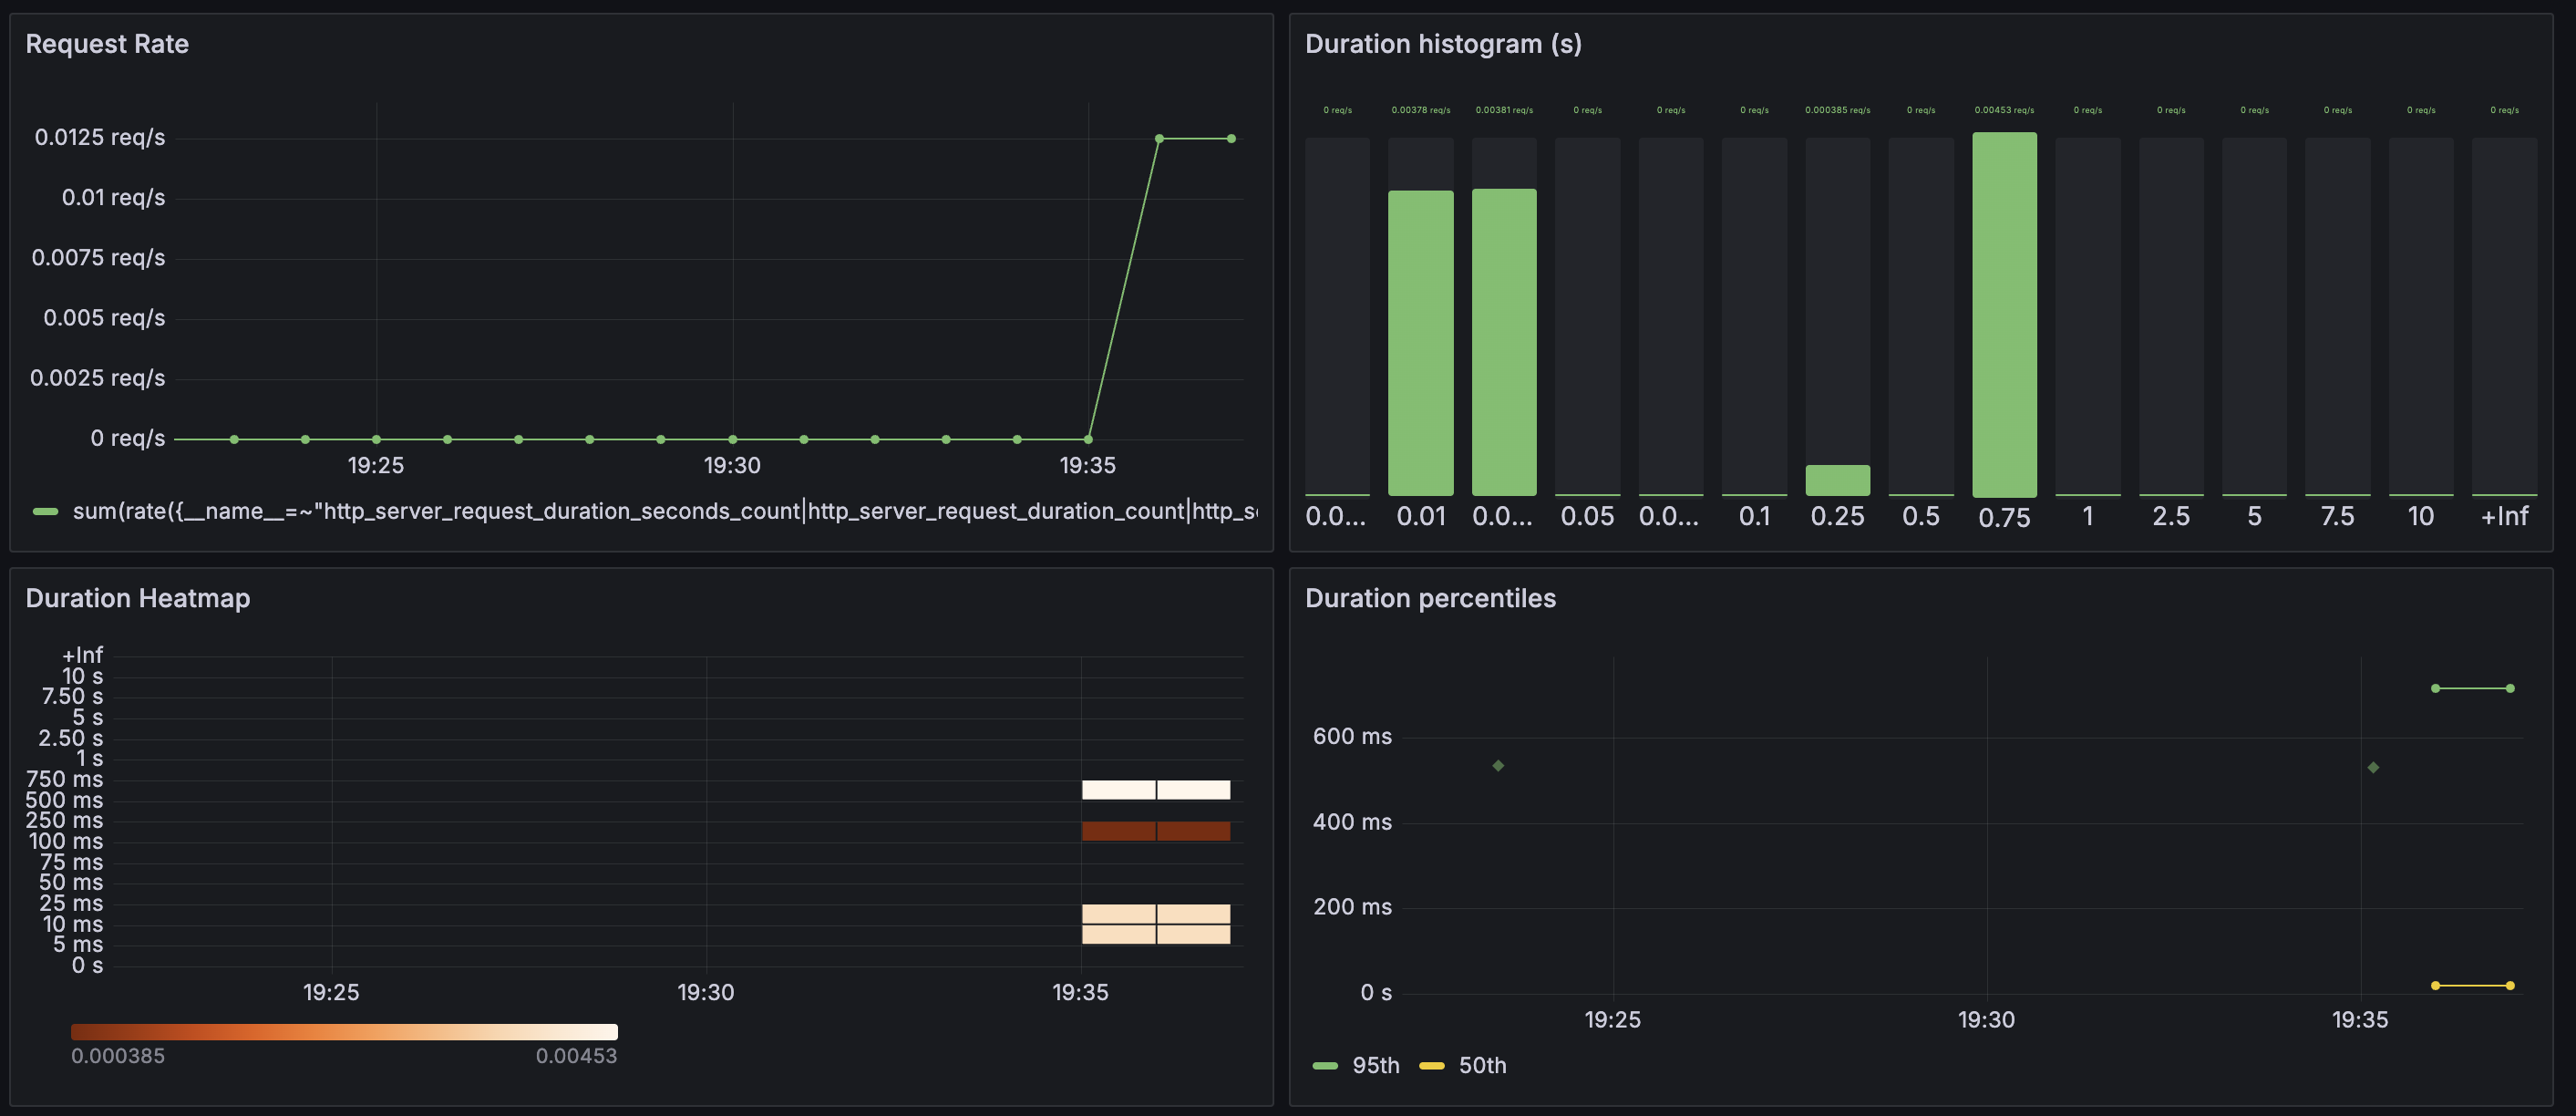 Request Rate
0.0125 req/s
0.01 req/s
0.0075 req/s
0.005 req/s
0.0025 req/s
0 req/s
19:25 19:30 19:35
sum(rate({__name__=~"http_server_request_duration_seconds_count|http_server_request_duration_count|http_se
Duration histogram (s)
0 req/s 0.00378 req/s 0.00381 req/s 0 req/s 0 req/s 0 req/s 0.000385 req/s 0 req/s 0.00453 req/s 0 req/s 0 req/s 0 req/s 0 req/s 0 req/s 0 req/s
0.0... 0.01 0.0... 0.05 0.0... 0.1 0.25 0.5 0.75 1 2.5 5 7.5 10 +Inf
Duration Heatmap
+Inf
10 s
7.50 s
5 s
2.50 s
1 s
750 ms
500 ms
250 ms
100 ms
75 ms
50 ms
25 ms
10 ms
5 ms
0 s
19:25 19:30 19:35
0.000385 0.00453
Duration percentiles
600 ms
400 ms
200 ms
0 s
19:25 19:30 19:35
95th 50th